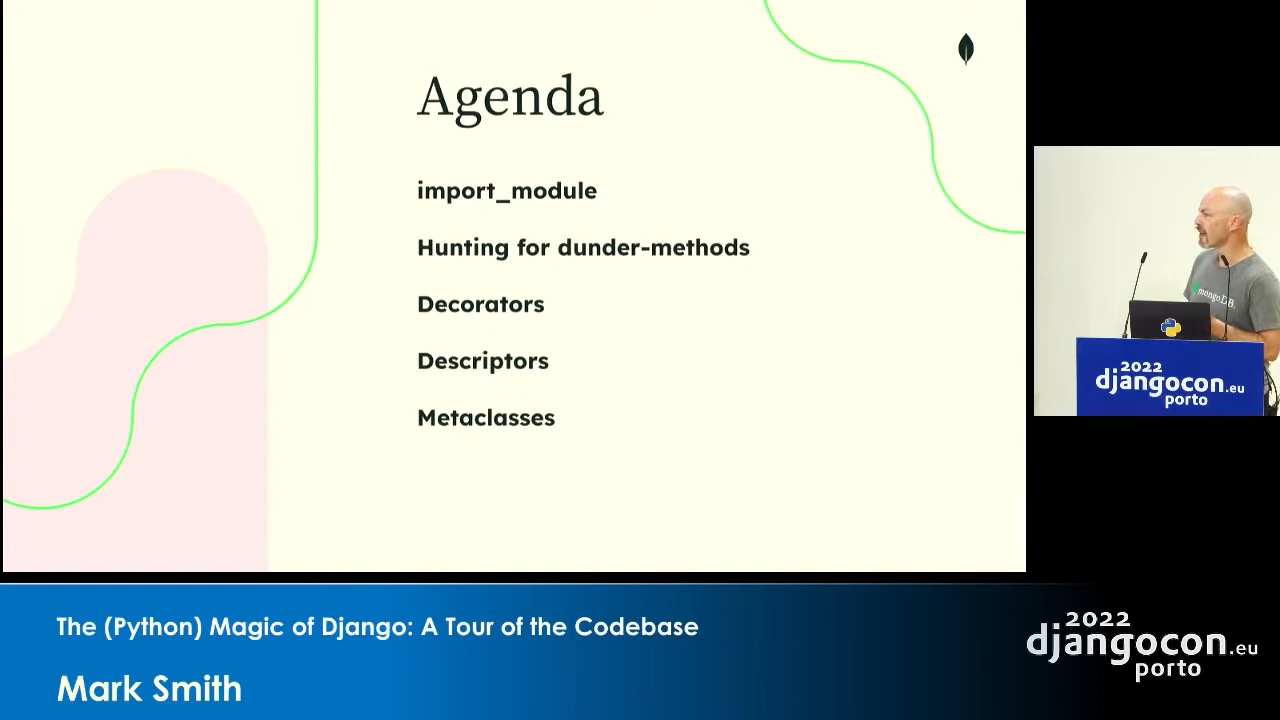 Agenda
import_module
Hunting for dunder-methods
Decorators
Descriptors
Metaclasses
mongoDB.
2022
djangocon.eu
porto
The (Python) Magic of Django: A Tour of the Codebase
Mark Smith
2022
djangocon.eu
porto